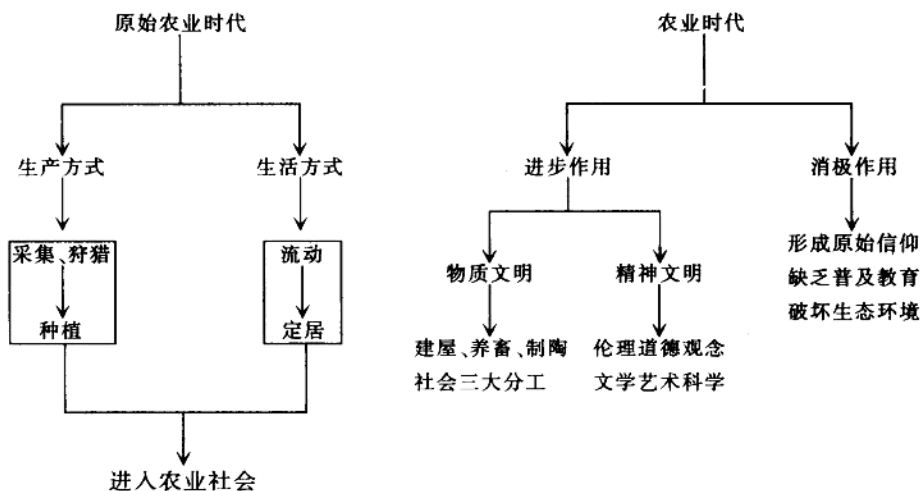 原始农业时代
生产方式
生活方式
采集、狩猎
种植
流动
定居
进入农业社会
农业时代
进步作用
消极作用
物质文明
精神文明
建屋、养畜、制陶
社会三大分工
伦理道德观念
文学艺术科学
形成原始信仰
缺乏普及教育
破坏生态环境